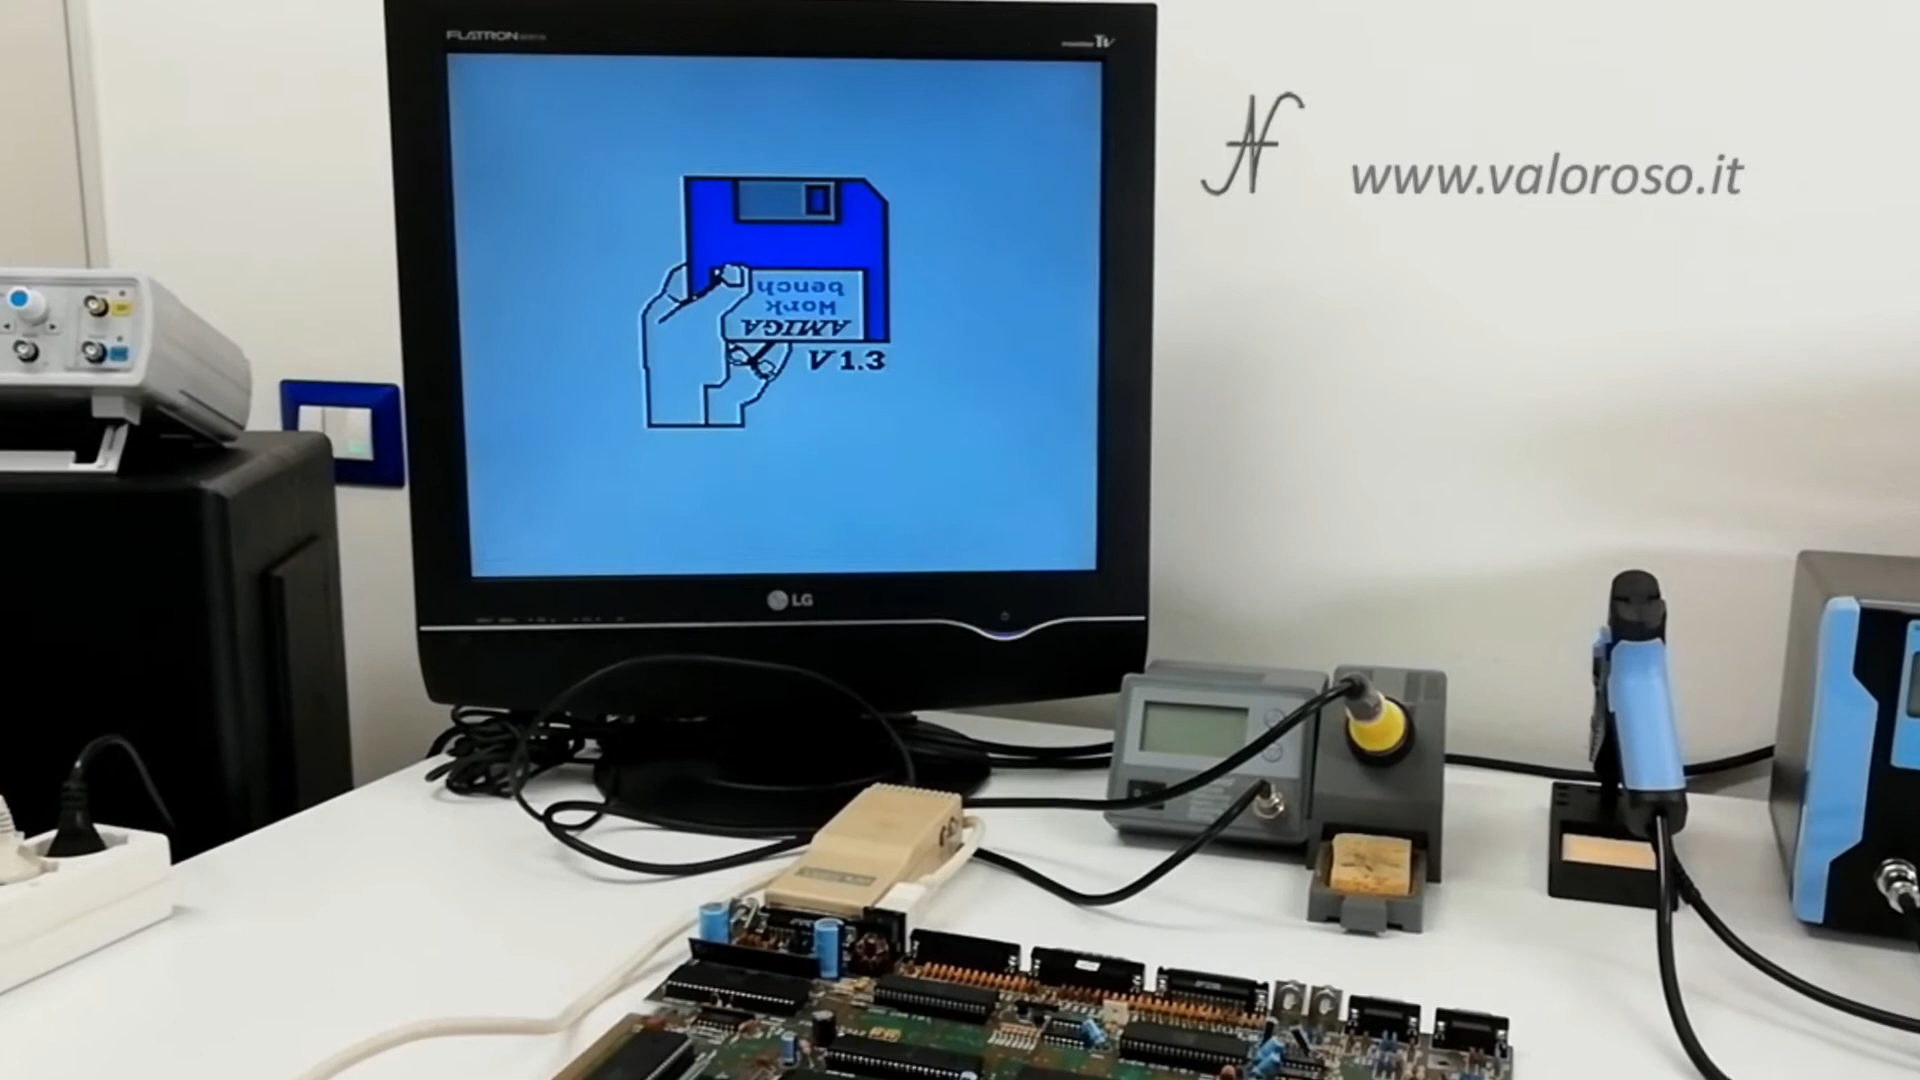 FLATRON
TV
www.valoroso.it
bench
Work
AMIGA
V1.3
LG